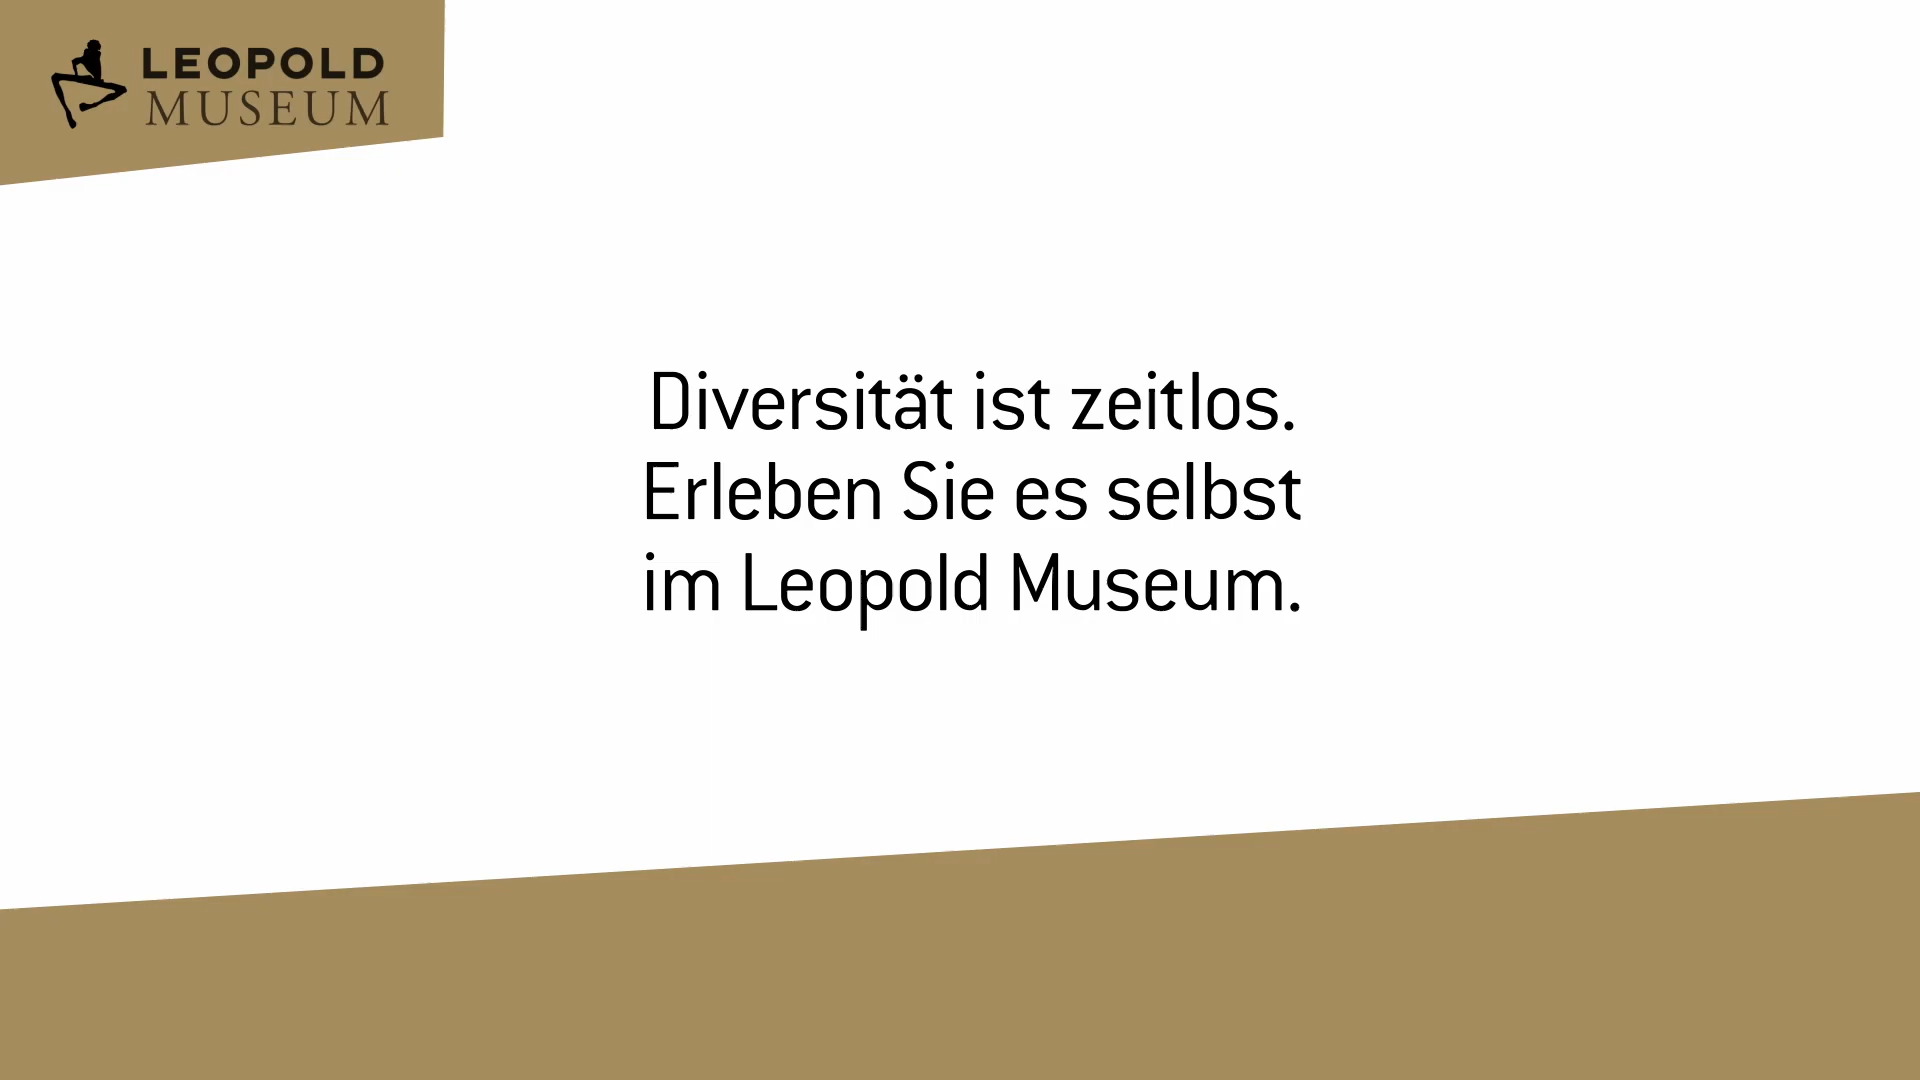 LEOPOLD
MUSEUM
Diversität ist zeitlos.
Erleben Sie es selbst
im Leopold Museum.